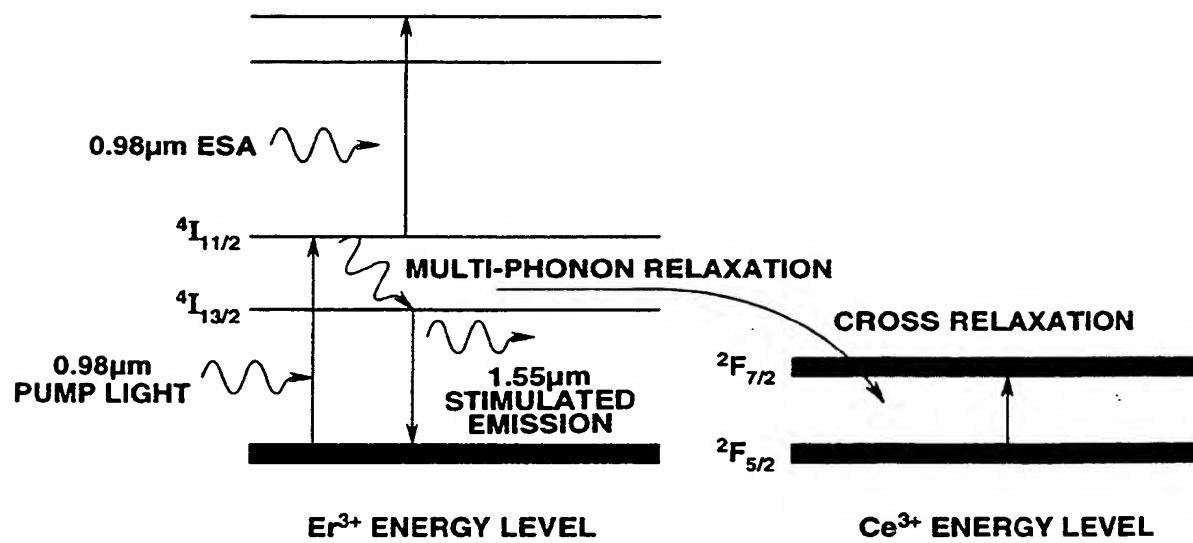 0.98µm ESA
⁴I₁₁/₂
MULTI-PHONON RELAXATION
⁴I₁₃/₂
CROSS RELAXATION
0.98µm
PUMP LIGHT
1.55µm
STIMULATED
EMISSION
²F₇/₂
²F₅/₂
Er³⁺ ENERGY LEVEL
Ce³⁺ ENERGY LEVEL